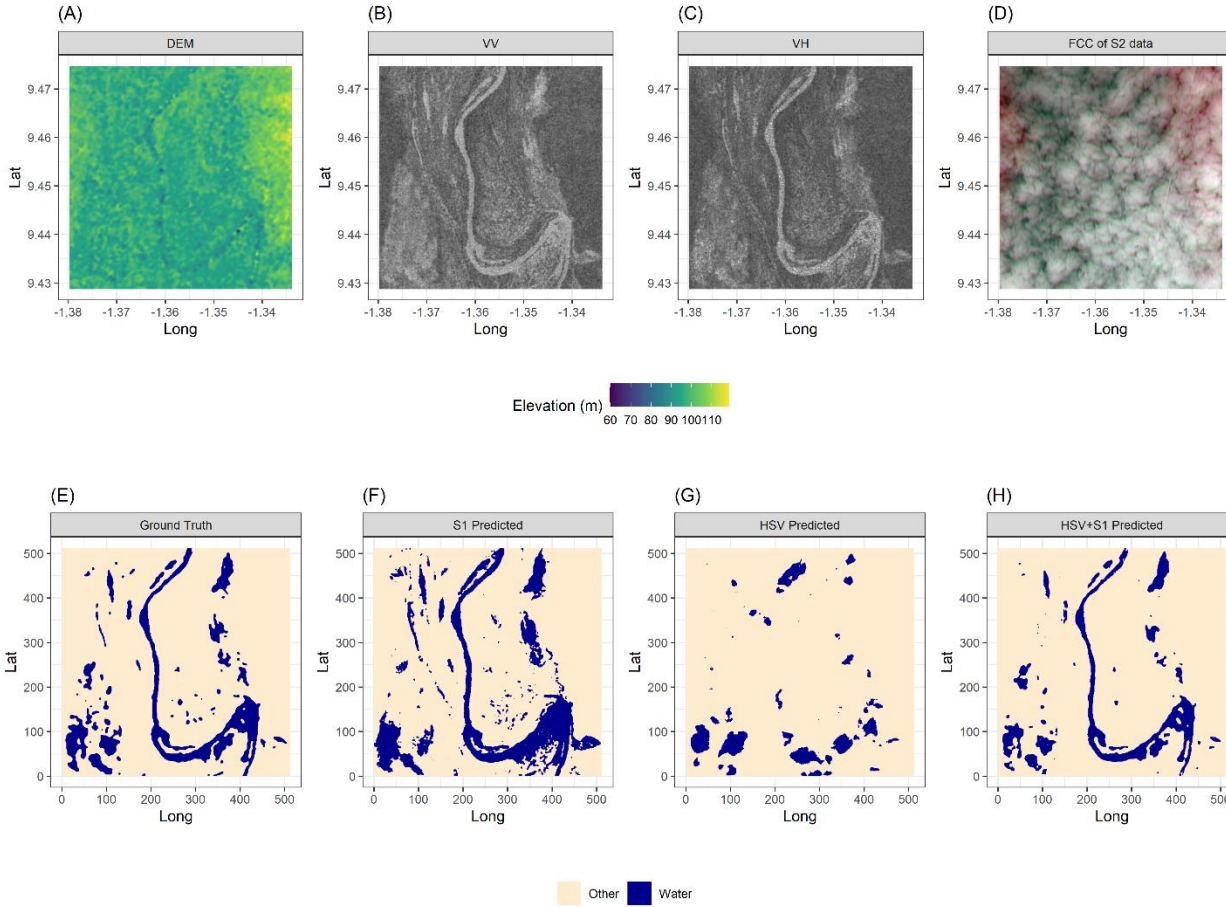 (A) (B) (C) (D)
DEM VV VH FCC of S2 data
9.47 9.47 9.47 9.47
9.46 9.46 9.46 9.46
Lat 9.45 Lat 9.45 Lat 9.45 Lat 9.45
9.44 9.44 9.44 9.44
9.43 9.43 9.43 9.43
-1.38 -1.37 -1.36 -1.35 -1.34 -1.38 -1.37 -1.36 -1.35 -1.34 -1.38 -1.37 -1.36 -1.35 -1.34 -1.38 -1.37 -1.36 -1.35 -1.34
Long Long Long Long
Elevation (m)
60 70 80 90 100 110
(E) (F) (G) (H)
Ground Truth S1 Predicted HSV Predicted HSV+S1 Predicted
500 500 500 500
400 400 400 400
300 300 300 300
Lat Lat Lat Lat
200 200 200 200
100 100 100 100
0 0 0 0
0 100 200 300 400 500 0 100 200 300 400 500 0 100 200 300 400 500 0 100 200 300 400 500
Long Long Long Long
Other Water